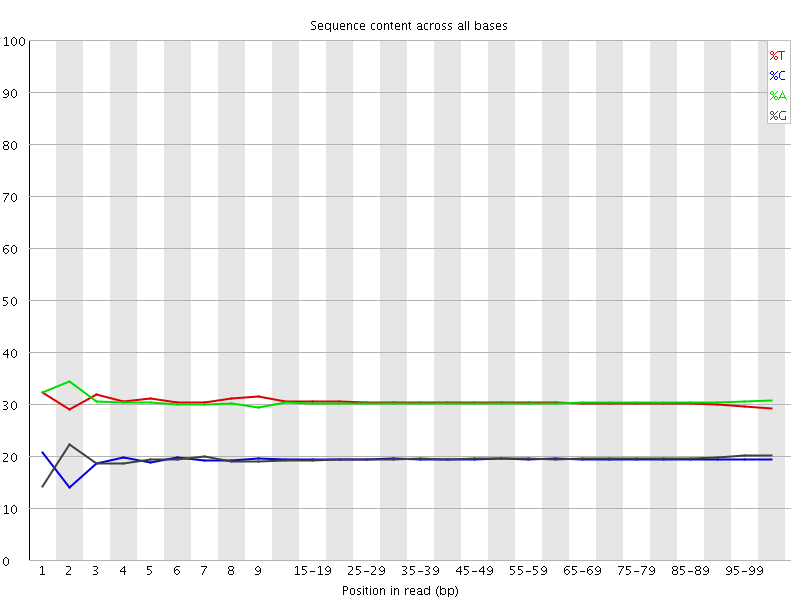 Sequence content across all bases
100
90
80
70
60
50
40
30
20
10
0
%T
%C
%A
%G
1 2 3 4 5 6 7 8 9 15-19 25-29 35-39 45-49 55-59 65-69 75-79 85-89 95-99
Position in read (bp)